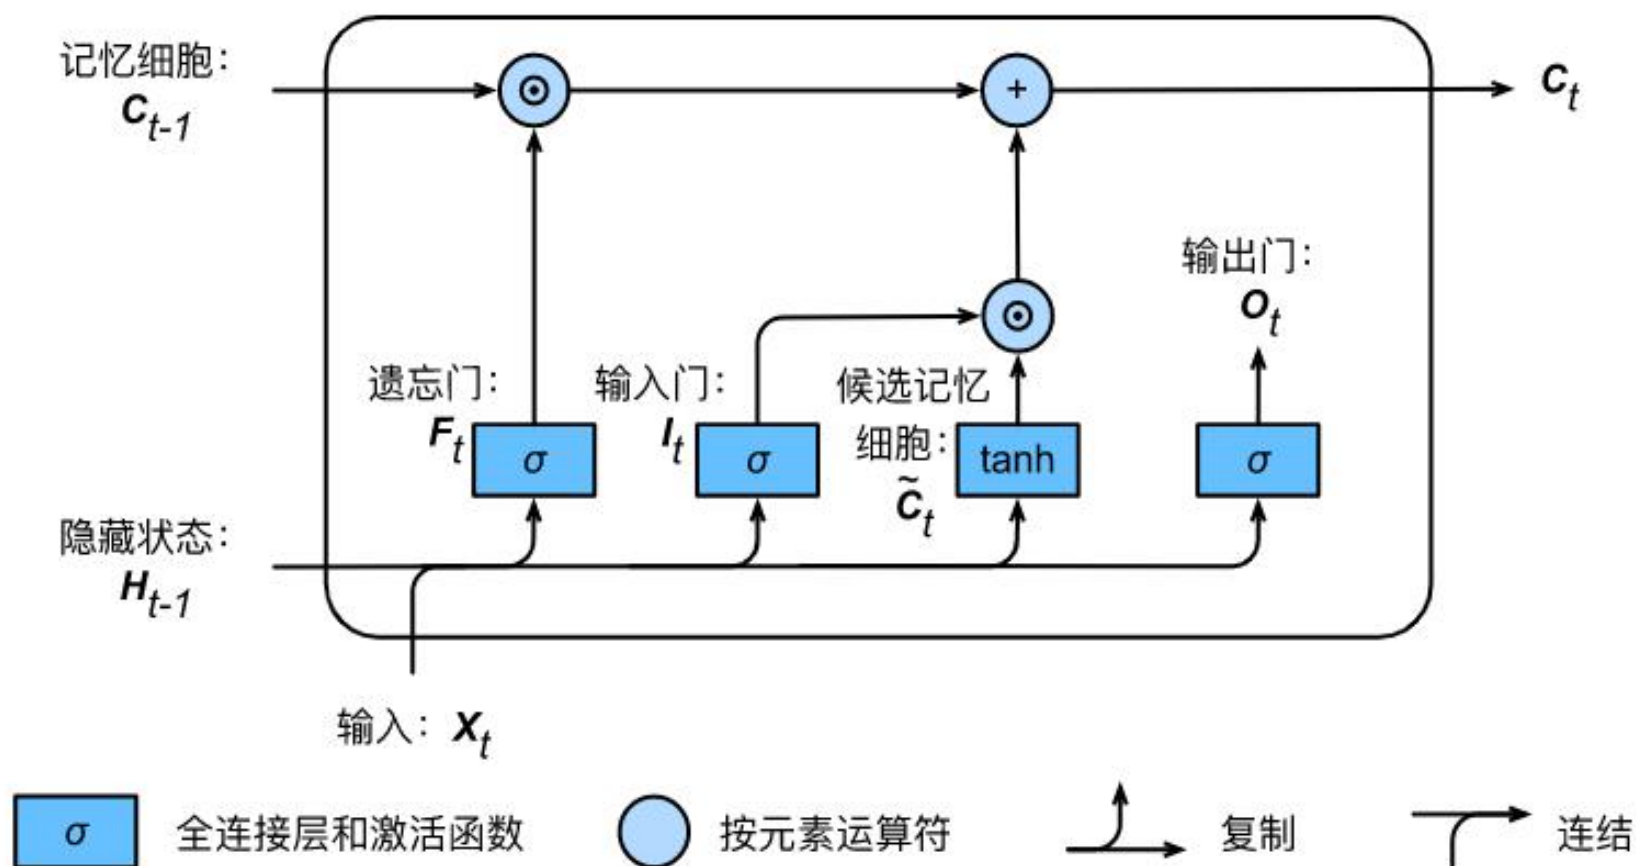 记忆细胞：
C_{t-1}
⊙
+
C_t
输出门：
O_t
⊙
遗忘门：
F_t
σ
输入门：
I_t
σ
候选记忆
细胞：
C̃_t
tanh
σ
隐藏状态：
H_{t-1}
输入：X_t
σ 全连接层和激活函数
按元素运算符
复制
连结